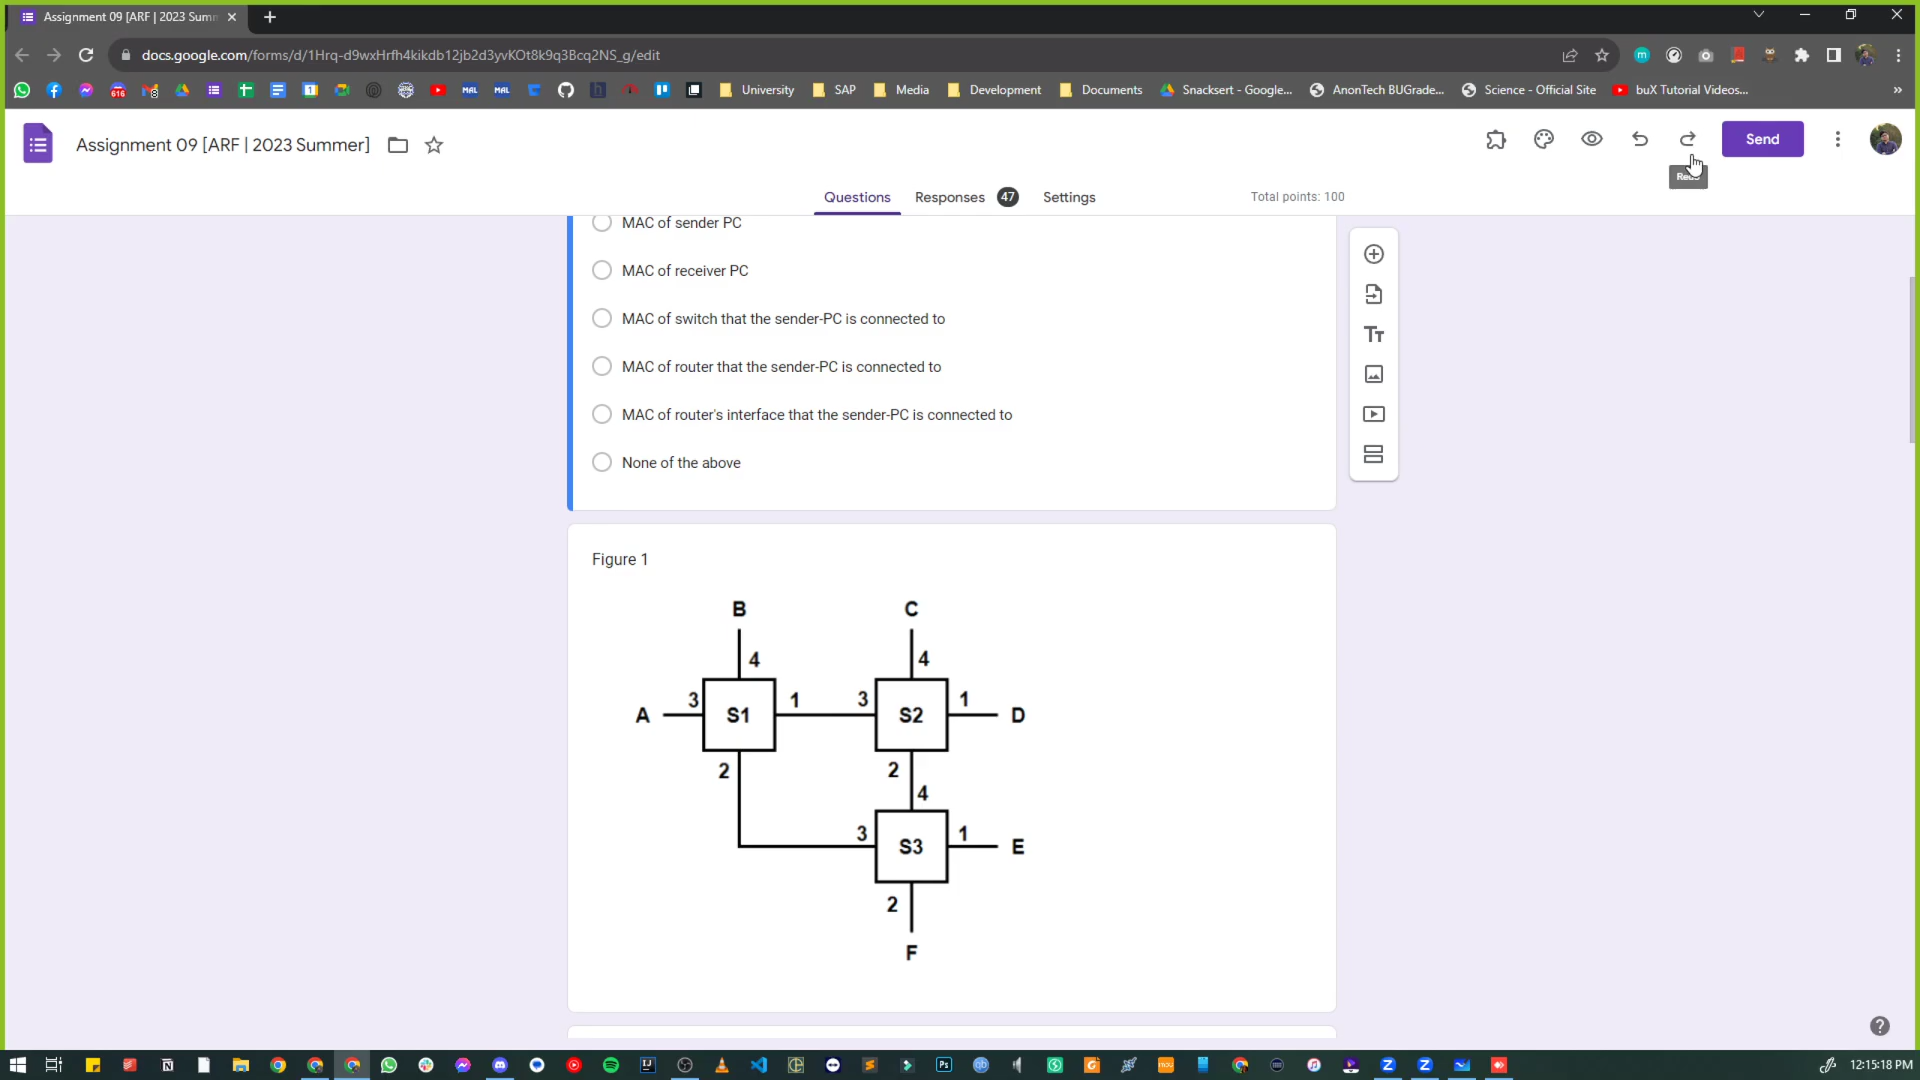 Assignment 09 [ARF | 2023 Summ
docs.google.com/forms/d/1Hrq-d9wxHrfh4kikdb12jb2d3yvKOt8k9q3Bcq2NS_g/edit
616
MAL
MAL
University
SAP
Media
Development
Documents
Snacksert - Google...
AnonTech BUGrade...
Science - Official Site
buX Tutorial Videos...
»
Assignment 09 [ARF | 2023 Summer]
Send
Questions
Responses 47
Settings
Total points: 100
MAC of sender PC
MAC of receiver PC
MAC of switch that the sender-PC is connected to
MAC of router that the sender-PC is connected to
MAC of router's interface that the sender-PC is connected to
None of the above
Figure 1
B C
4 4
3 1 3 1
A S1 S2 D
2 2
4
3 1
S3 E
2
F
12:15:18 PM